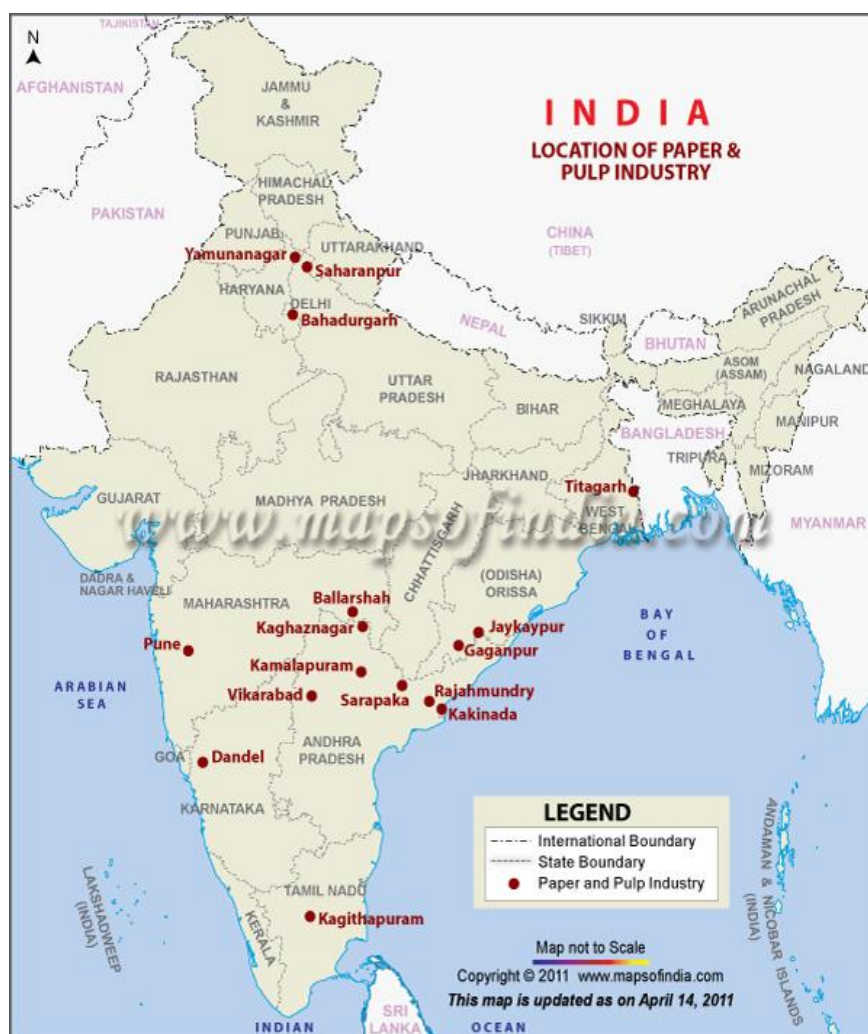 TAJIKISTAN
N
AFGHANISTAN
JAMMU
&
KASHMIR
INDIA
LOCATION OF PAPER &
PULP INDUSTRY
HIMACHAL
PRADESH
PAKISTAN
PUNJAB
UTTARAKHAND
CHINA
(TIBET)
Yamunanagar
Saharanpur
HARYANA
DELHI
Bahadurgarh
NEPAL
SIKKIM
ARUNACHAL
PRADESH
BHUTAN
RAJASTHAN
UTTAR
PRADESH
ASOM
(ASSAM)
NAGALAND
BIHAR
MEGHALAYA
MANIPUR
BANGLADESH
JHARKHAND
TRIPURA
MIZORAM
Titagarh
GUJARAT
MADHYA PRADESH
WEST
BENGAL
www.mapsofindia.com
MYANMAR
CHHATTISGARH
DADRA &
NAGAR HAVELI
(ODISHA)
ORISSA
MAHARASHTRA
Ballarshah
Kaghaznagar
Jaykaypur
BAY
OF
BENGAL
Pune
Gaganpur
Kamalapuram
ARABIAN
SEA
Vikarabad
Sarapaka
Rajahmundry
Kakinada
ANDHRA
PRADESH
GOA
Dandel
KARNATAKA
LEGEND
International Boundary
State Boundary
Paper and Pulp Industry
ANDAMAN & NICOBAR ISLANDS
(INDIA)
LAKSHADWEEP
(INDIA)
TAMIL NADU
KERALA
Kagithapuram
Map not to Scale
Copyright © 2011 www.mapsofindia.com
This map is updated as on April 14, 2011
SRI
LANKA
INDIAN OCEAN